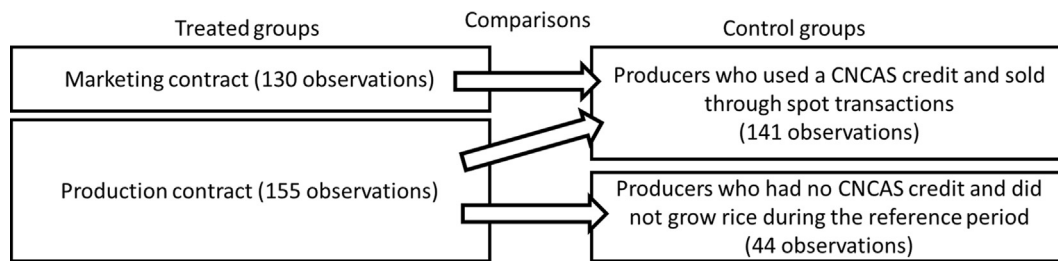 Comparisons
Treated groups
Control groups
Marketing contract (130 observations)
Producers who used a CNCAS credit and sold
through spot transactions
(141 observations)
Production contract (155 observations)
Producers who had no CNCAS credit and did
not grow rice during the reference period
(44 observations)